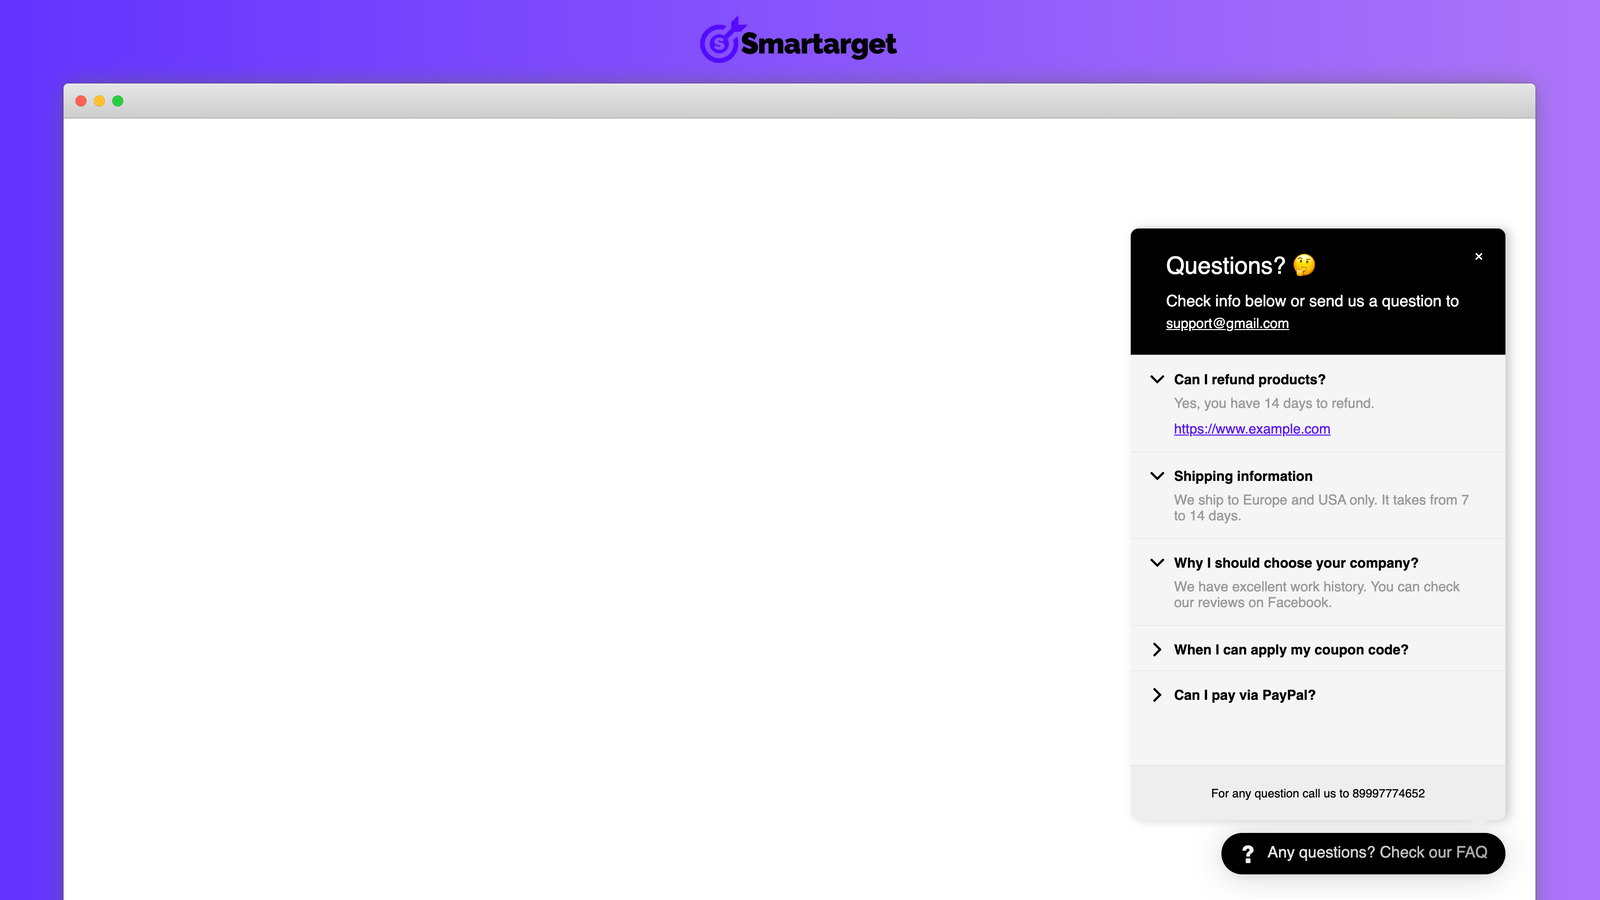 Smartarget
Questions? 🤔
×
Check info below or send us a question to
support@gmail.com
Can I refund products?
Yes, you have 14 days to refund.
https://www.example.com
Shipping information
We ship to Europe and USA only. It takes from 7
to 14 days.
Why I should choose your company?
We have excellent work history. You can check
our reviews on Facebook.
When I can apply my coupon code?
Can I pay via PayPal?
For any question call us to 89997774652
? Any questions? Check our FAQ